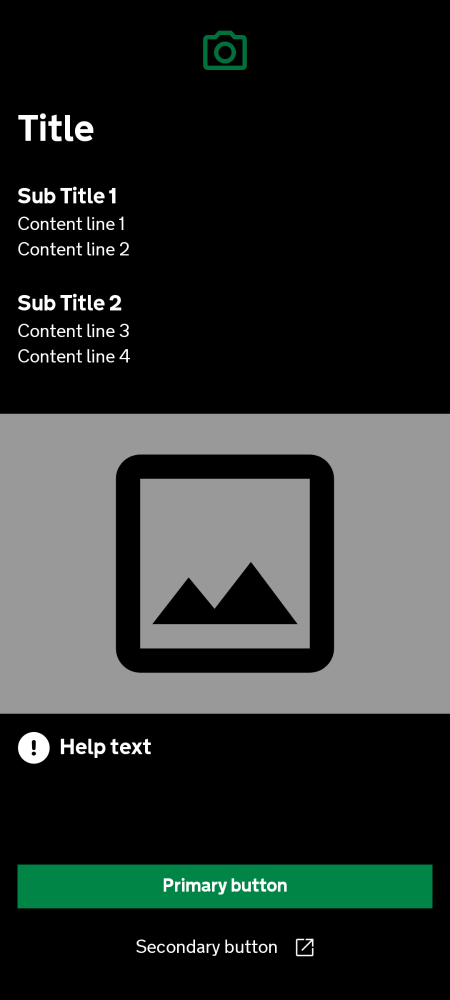 Title
Sub Title 1
Content line 1
Content line 2
Sub Title 2
Content line 3
Content line 4
Help text
Primary button
Secondary button